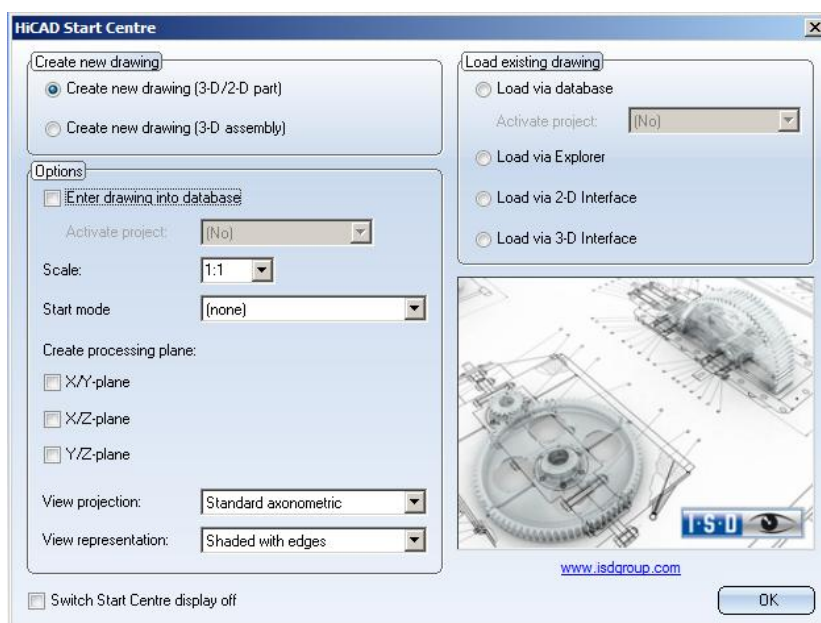 HiCAD Start Centre
Create new drawing
Create new drawing (3-D/2-D part)
Create new drawing (3-D assembly)
Options
Enter drawing into database
Activate project: (No)
Scale: 1:1
Start mode (none)
Create processing plane:
X/Y-plane
X/Z-plane
Y/Z-plane
View projection: Standard axonometric
View representation: Shaded with edges
Switch Start Centre display off
Load existing drawing
Load via database
Activate project: (No)
Load via Explorer
Load via 2-D Interface
Load via 3-D Interface
I·S·D
www.isdgroup.com
OK